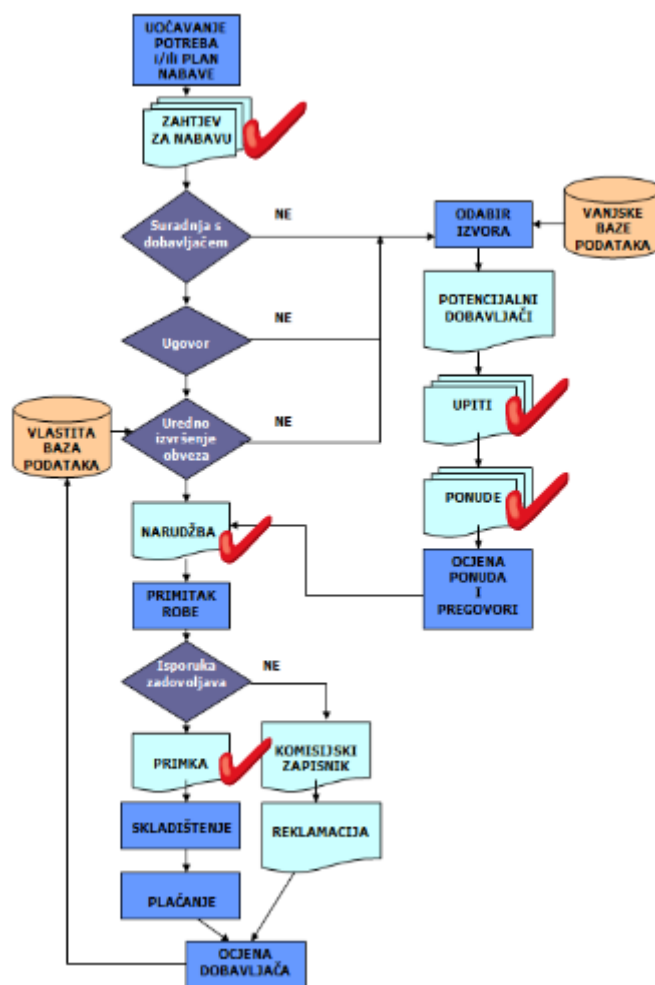 UOČAVANJE
POTREBA
i/ili PLAN
NABAVE
ZAHTJEV
ZA NABAVU
Suradnja s
dobavljačem
NE
ODABIR
IZVORA
VANJSKE
BAZE
PODATAKA
POTENCIJALNI
DOBAVLJAČI
Ugovor
NE
UPITI
VLASTITA
BAZA
PODATAKA
Uredno
izvršenje
obveza
NE
PONUDE
NARUDŽBA
OCJENA
PONUDA
I
PREGOVORI
PRIMITAK
ROBE
Isporuka
zadovoljava
NE
PRIMKA
KOMISIJSKI
ZAPISNIK
SKLADIŠTENJE
REKLAMACIJA
PLAĆANJE
OCJENA
DOBAVLJAČA